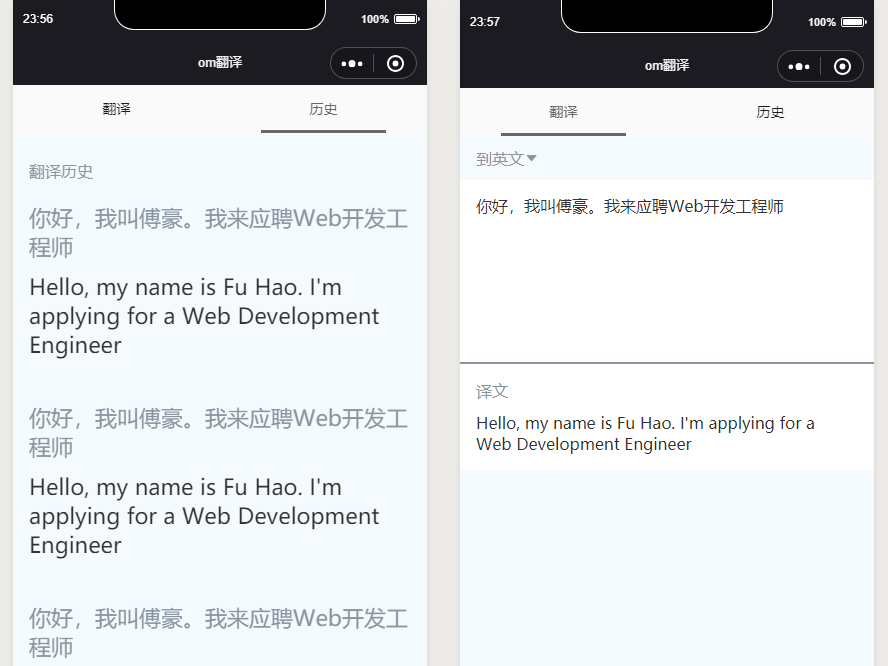 23:56
100%
om翻译
翻译
历史
翻译历史
你好，我叫傅豪。我来应聘Web开发工
程师
Hello, my name is Fu Hao. I'm
applying for a Web Development
Engineer
你好，我叫傅豪。我来应聘Web开发工
程师
Hello, my name is Fu Hao. I'm
applying for a Web Development
Engineer
你好，我叫傅豪。我来应聘Web开发工
程师
23:57
100%
om翻译
翻译
历史
到英文
你好，我叫傅豪。我来应聘Web开发工程师
译文
Hello, my name is Fu Hao. I'm applying for a
Web Development Engineer